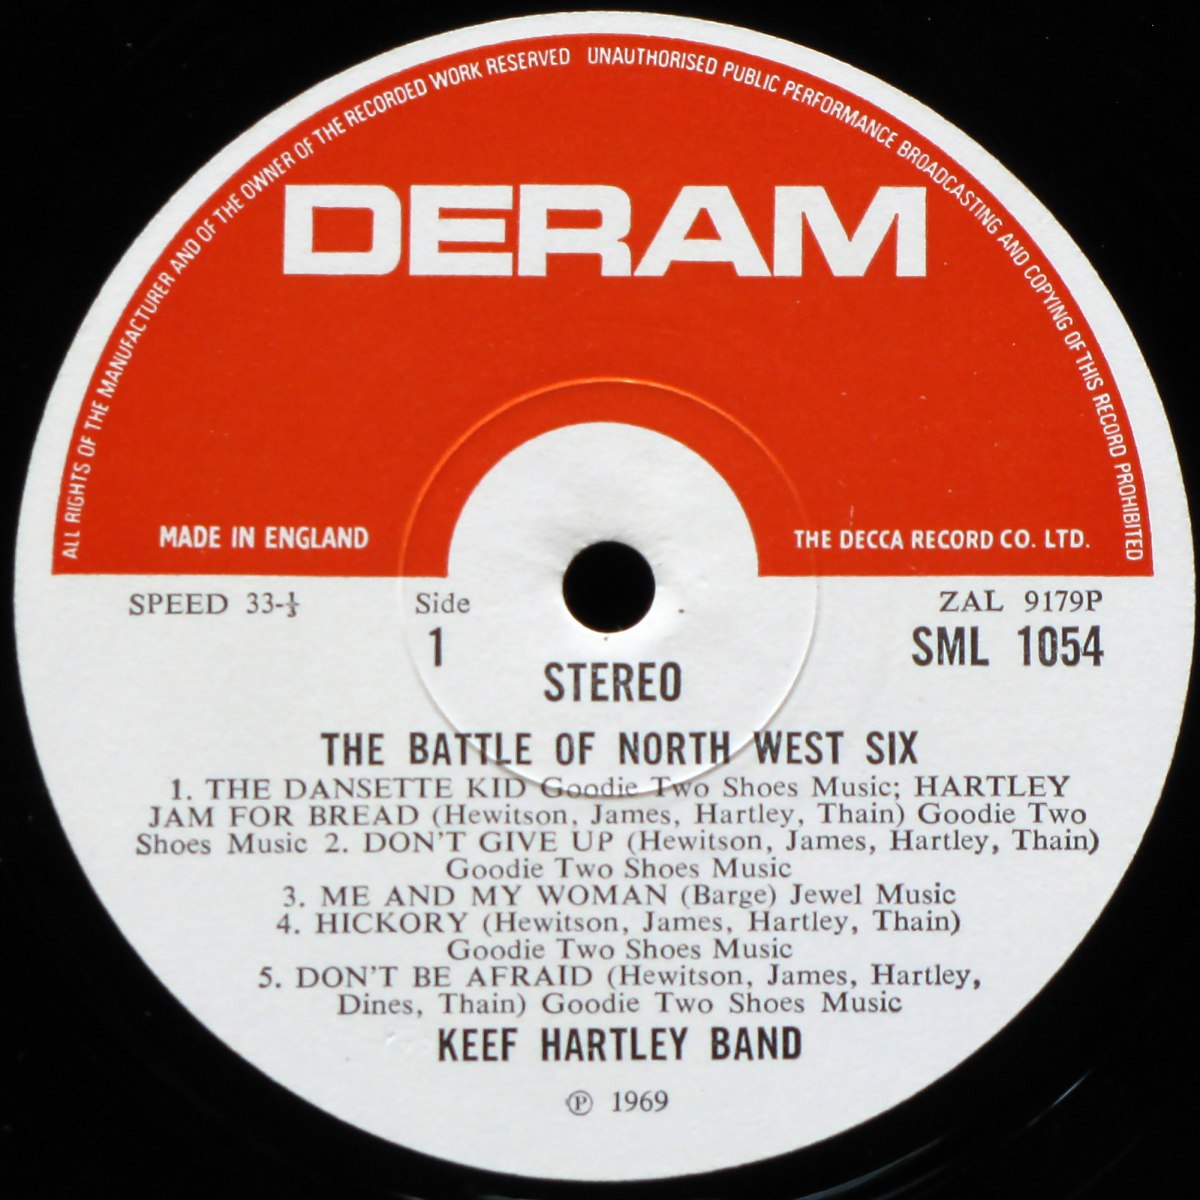 ALL RIGHTS OF THE MANUFACTURER AND OF THE OWNER OF THE RECORDED WORK RESERVED UNAUTHORISED PUBLIC PERFORMANCE BROADCASTING AND COPYING OF THIS RECORD PROHIBITED
DERAM
MADE IN ENGLAND THE DECCA RECORD CO. LTD.
SPEED 33-⅓ Side ZAL 9179P
1 SML 1054
STEREO
THE BATTLE OF NORTH WEST SIX
1. THE DANSETTE KID Goodie Two Shoes Music; HARTLEY
JAM FOR BREAD (Hewitson, James, Hartley, Thain) Goodie Two
Shoes Music 2. DON'T GIVE UP (Hewitson, James, Hartley, Thain)
Goodie Two Shoes Music
3. ME AND MY WOMAN (Barge) Jewel Music
4. HICKORY (Hewitson, James, Hartley, Thain)
Goodie Two Shoes Music
5. DON'T BE AFRAID (Hewitson, James, Hartley,
Dines, Thain) Goodie Two Shoes Music
KEEF HARTLEY BAND
℗ 1969